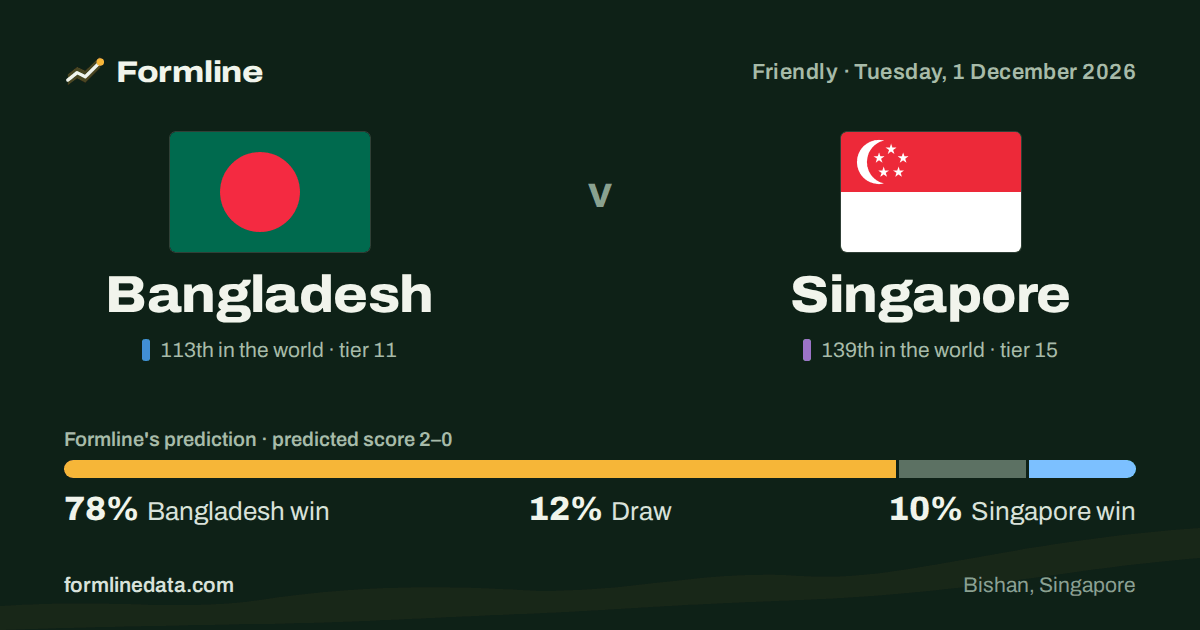 Formline
Friendly · Tuesday, 1 December 2026
V
Bangladesh
Singapore
113th in the world · tier 11
139th in the world · tier 15
Formline's prediction · predicted score 2–0
78% Bangladesh win
12% Draw
10% Singapore win
formlinedata.com
Bishan, Singapore